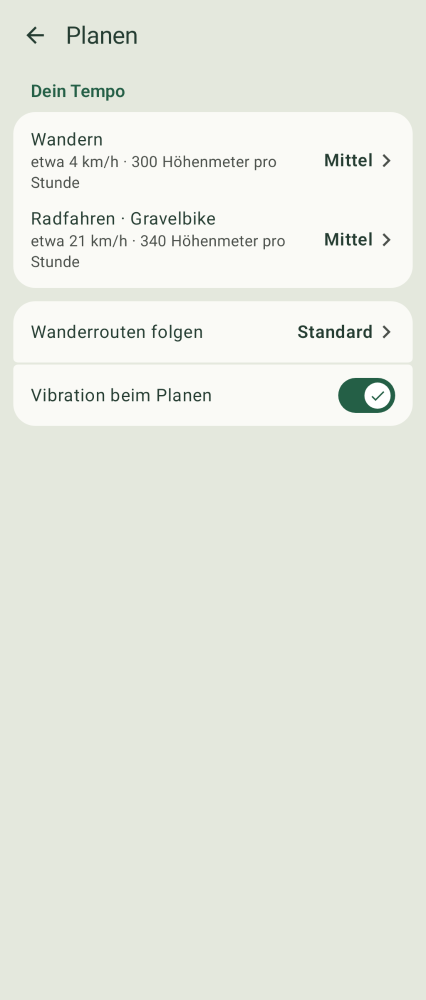 Planen
Dein Tempo
Wandern
etwa 4 km/h · 300 Höhenmeter pro
Stunde
Mittel
Radfahren · Gravelbike
etwa 21 km/h · 340 Höhenmeter pro
Stunde
Mittel
Wanderrouten folgen
Standard
Vibration beim Planen